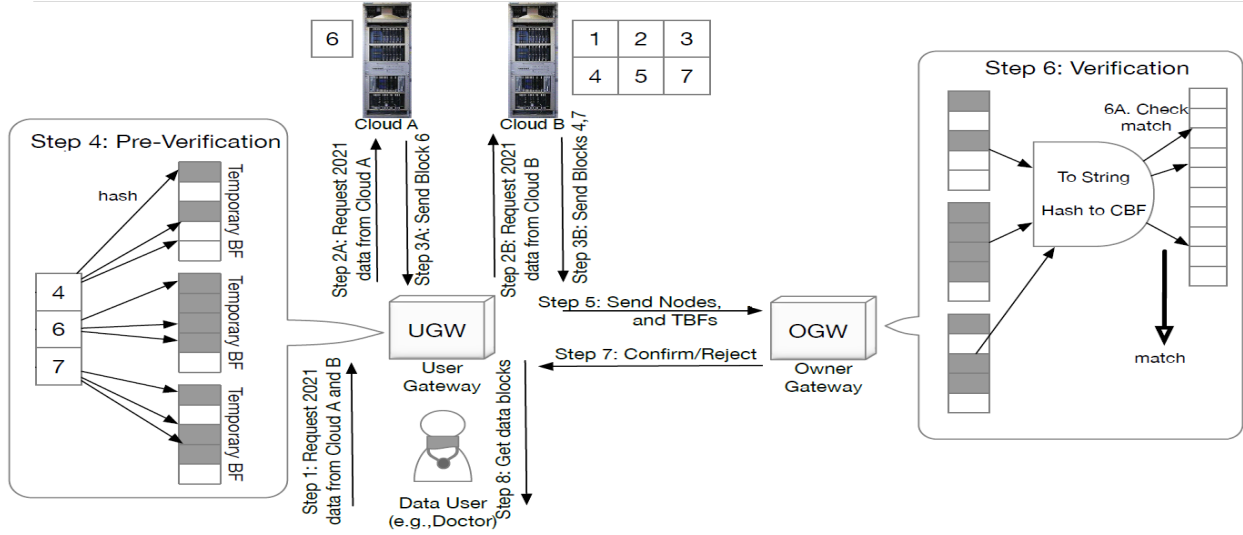 6
1 2 3
4 5 7
Cloud A
Cloud B
Step 4: Pre-Verification
hash
Temporary BF
Temporary BF
Temporary BF
4
6
7
Step 2A: Request 2021
data from Cloud A
Step 3A: Send Block 6
Step 2B: Request 2021
data from Cloud B
Step 3B: Send Blocks 4,7
UGW
User
Gateway
Step 1: Request 2021
data from Cloud A and B
Data User
(e.g.,Doctor)
Step 5: Send Nodes,
and TBFs
Step 7: Confirm/Reject
Step 8: Get data blocks
OGW
Owner
Gateway
Step 6: Verification
6A. Check
match
To String
Hash to CBF
match